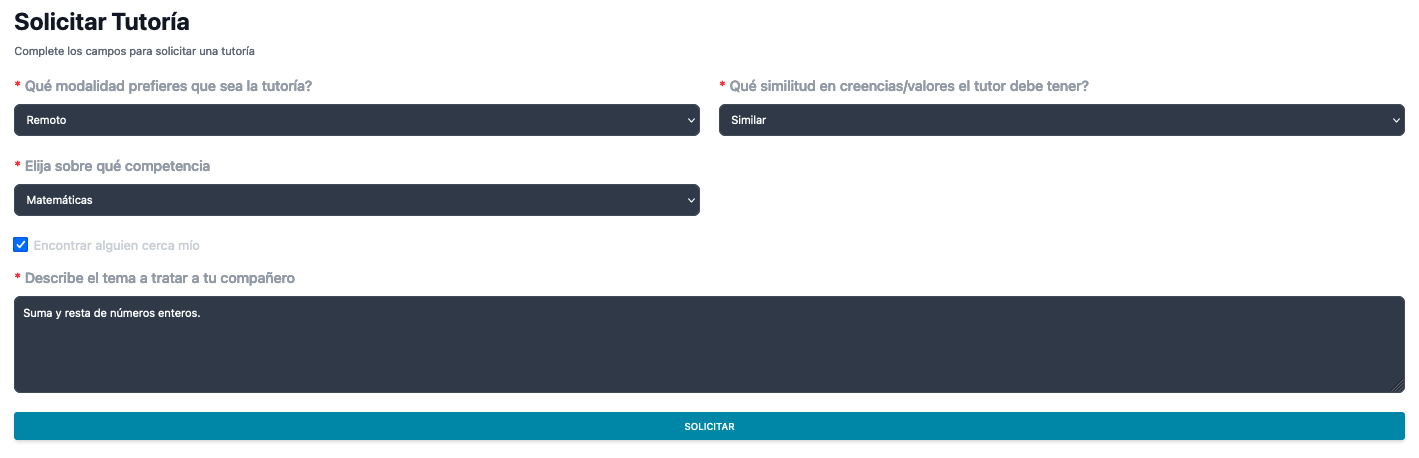 Solicitar Tutoría
Complete los campos para solicitar una tutoría
* Qué modalidad prefieres que sea la tutoría?
Remoto
* Qué similitud en creencias/valores el tutor debe tener?
Similar
* Elija sobre qué competencia
Matemáticas
Encontrar alguien cerca mío
* Describe el tema a tratar a tu compañero
Suma y resta de números enteros.
SOLICITAR